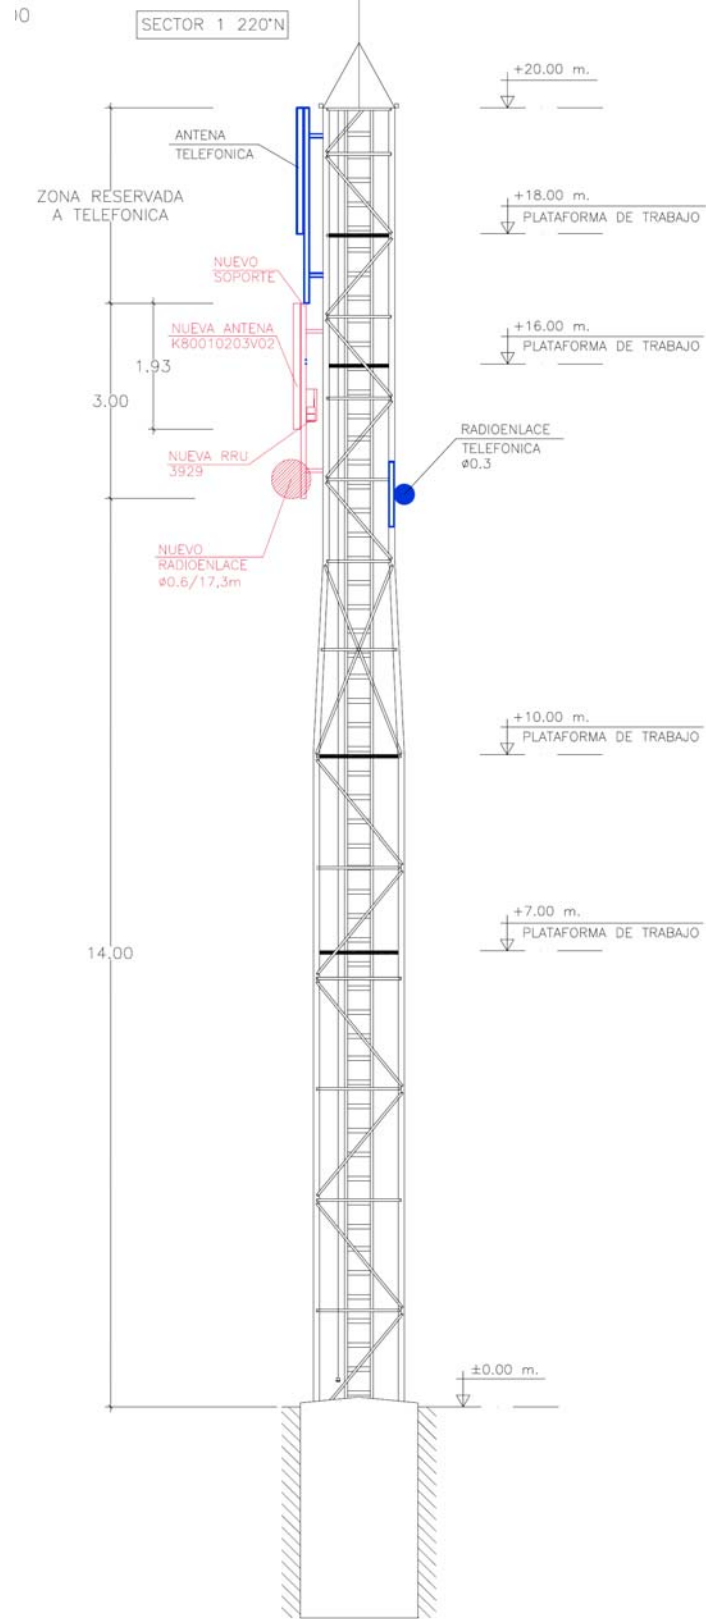 00
SECTOR 1 220°N
+20.00 m.
ANTENA
TELEFONICA
ZONA RESERVADA
A TELEFONICA
+18.00 m.
PLATAFORMA DE TRABAJO
NUEVO
SOPORTE
NUEVA ANTENA
K80010203V02
1.93
+16.00 m.
PLATAFORMA DE TRABAJO
3.00
NUEVA RRU
3929
RADIOENLACE
TELEFONICA
ø0.3
NUEVO
RADIOENLACE
ø0.6/17,3m
+10.00 m.
PLATAFORMA DE TRABAJO
+7.00 m.
PLATAFORMA DE TRABAJO
14.00
±0.00 m.